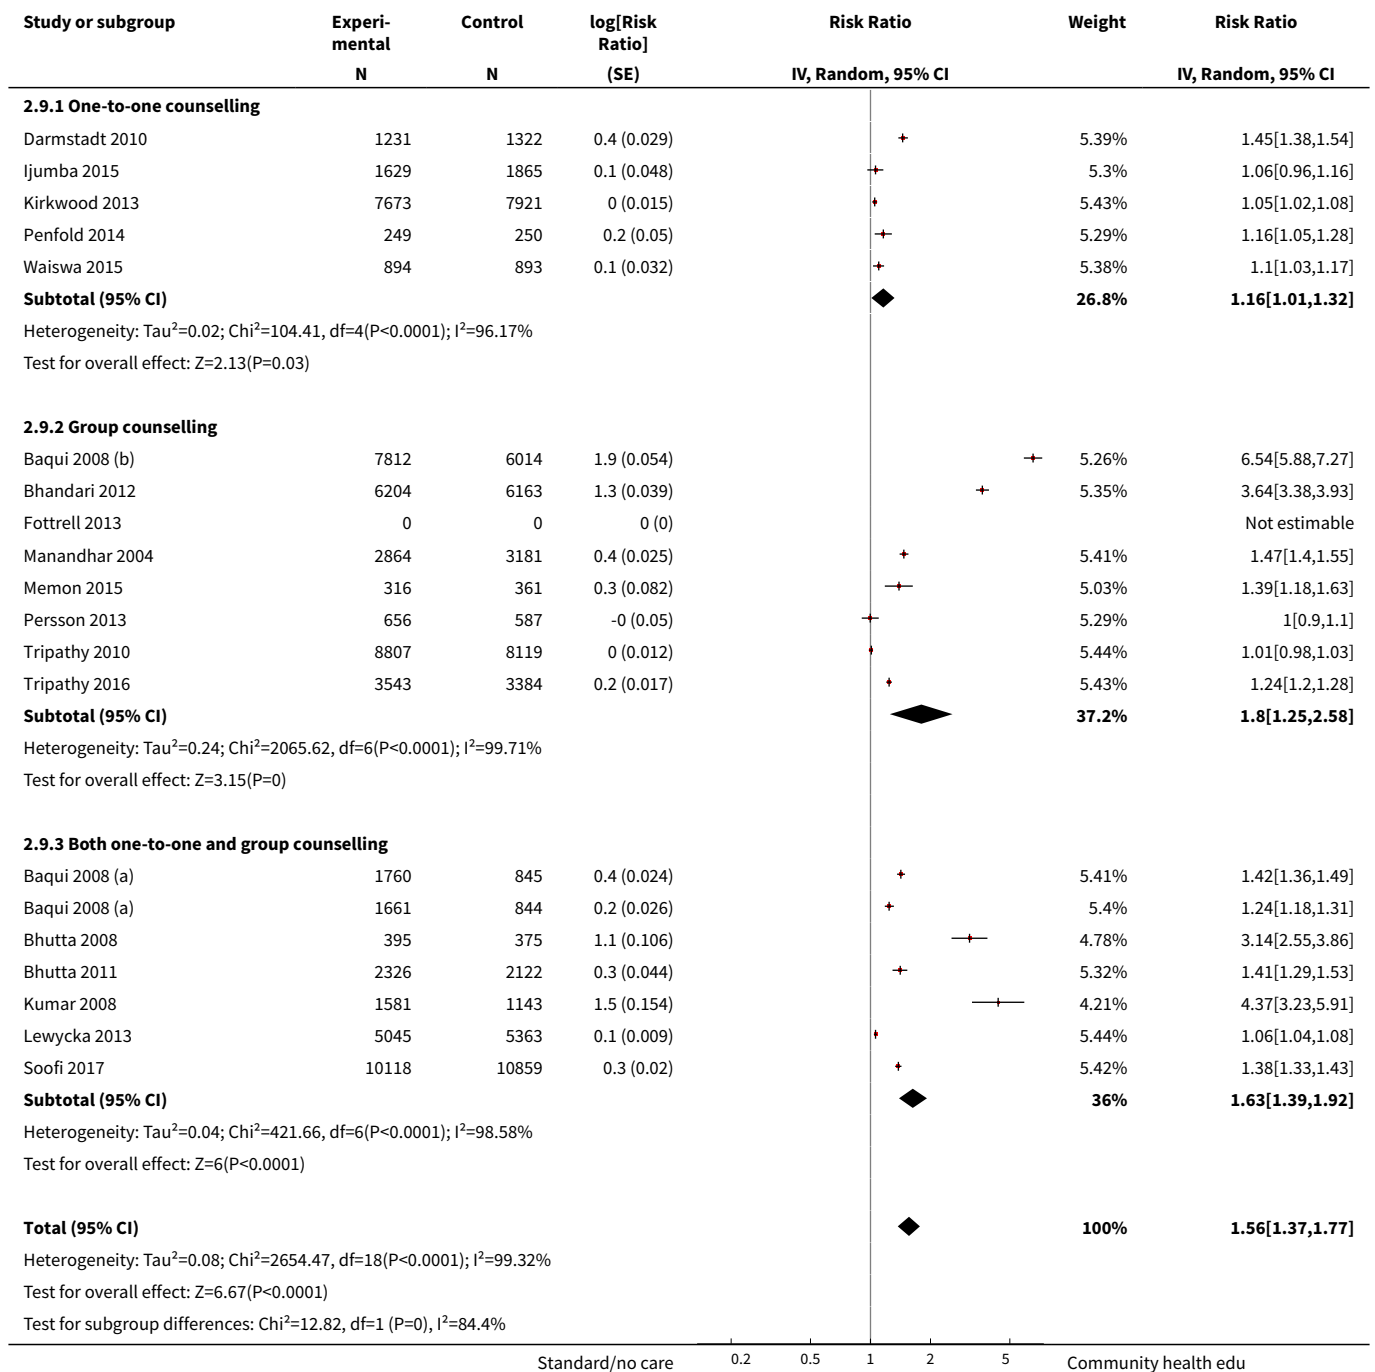 Study or subgroup Experi- Control log[Risk Risk Ratio Weight Risk Ratio
mental Ratio]
N N (SE) IV, Random, 95% CI IV, Random, 95% CI
2.9.1 One-to-one counselling
Darmstadt 2010 1231 1322 0.4 (0.029) 5.39% 1.45[1.38,1.54]
Ijumba 2015 1629 1865 0.1 (0.048) 5.3% 1.06[0.96,1.16]
Kirkwood 2013 7673 7921 0 (0.015) 5.43% 1.05[1.02,1.08]
Penfold 2014 249 250 0.2 (0.05) 5.29% 1.16[1.05,1.28]
Waiswa 2015 894 893 0.1 (0.032) 5.38% 1.1[1.03,1.17]
Subtotal (95% CI) 26.8% 1.16[1.01,1.32]
Heterogeneity: Tau²=0.02; Chi²=104.41, df=4(P<0.0001); I²=96.17%
Test for overall effect: Z=2.13(P=0.03)
2.9.2 Group counselling
Baqui 2008 (b) 7812 6014 1.9 (0.054) 5.26% 6.54[5.88,7.27]
Bhandari 2012 6204 6163 1.3 (0.039) 5.35% 3.64[3.38,3.93]
Fottrell 2013 0 0 0 (0) Not estimable
Manandhar 2004 2864 3181 0.4 (0.025) 5.41% 1.47[1.4,1.55]
Memon 2015 316 361 0.3 (0.082) 5.03% 1.39[1.18,1.63]
Persson 2013 656 587 -0 (0.05) 5.29% 1[0.9,1.1]
Tripathy 2010 8807 8119 0 (0.012) 5.44% 1.01[0.98,1.03]
Tripathy 2016 3543 3384 0.2 (0.017) 5.43% 1.24[1.2,1.28]
Subtotal (95% CI) 37.2% 1.8[1.25,2.58]
Heterogeneity: Tau²=0.24; Chi²=2065.62, df=6(P<0.0001); I²=99.71%
Test for overall effect: Z=3.15(P=0)
2.9.3 Both one-to-one and group counselling
Baqui 2008 (a) 1760 845 0.4 (0.024) 5.41% 1.42[1.36,1.49]
Baqui 2008 (a) 1661 844 0.2 (0.026) 5.4% 1.24[1.18,1.31]
Bhutta 2008 395 375 1.1 (0.106) 4.78% 3.14[2.55,3.86]
Bhutta 2011 2326 2122 0.3 (0.044) 5.32% 1.41[1.29,1.53]
Kumar 2008 1581 1143 1.5 (0.154) 4.21% 4.37[3.23,5.91]
Lewycka 2013 5045 5363 0.1 (0.009) 5.44% 1.06[1.04,1.08]
Soofi 2017 10118 10859 0.3 (0.02) 5.42% 1.38[1.33,1.43]
Subtotal (95% CI) 36% 1.63[1.39,1.92]
Heterogeneity: Tau²=0.04; Chi²=421.66, df=6(P<0.0001); I²=98.58%
Test for overall effect: Z=6(P<0.0001)
Total (95% CI) 100% 1.56[1.37,1.77]
Heterogeneity: Tau²=0.08; Chi²=2654.47, df=18(P<0.0001); I²=99.32%
Test for overall effect: Z=6.67(P<0.0001)
Test for subgroup differences: Chi²=12.82, df=1 (P=0), I²=84.4%
Standard/no care 0.2 0.5 1 2 5 Community health edu